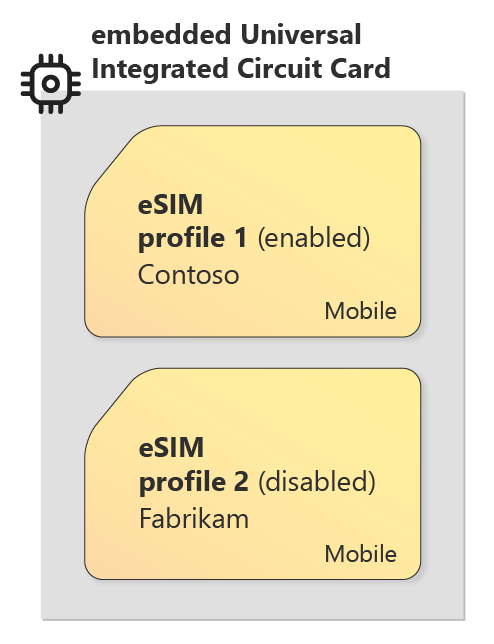 embedded Universal
Integrated Circuit Card
eSIM
profile 1 (enabled)
Contoso
Mobile
eSIM
profile 2 (disabled)
Fabrikam
Mobile